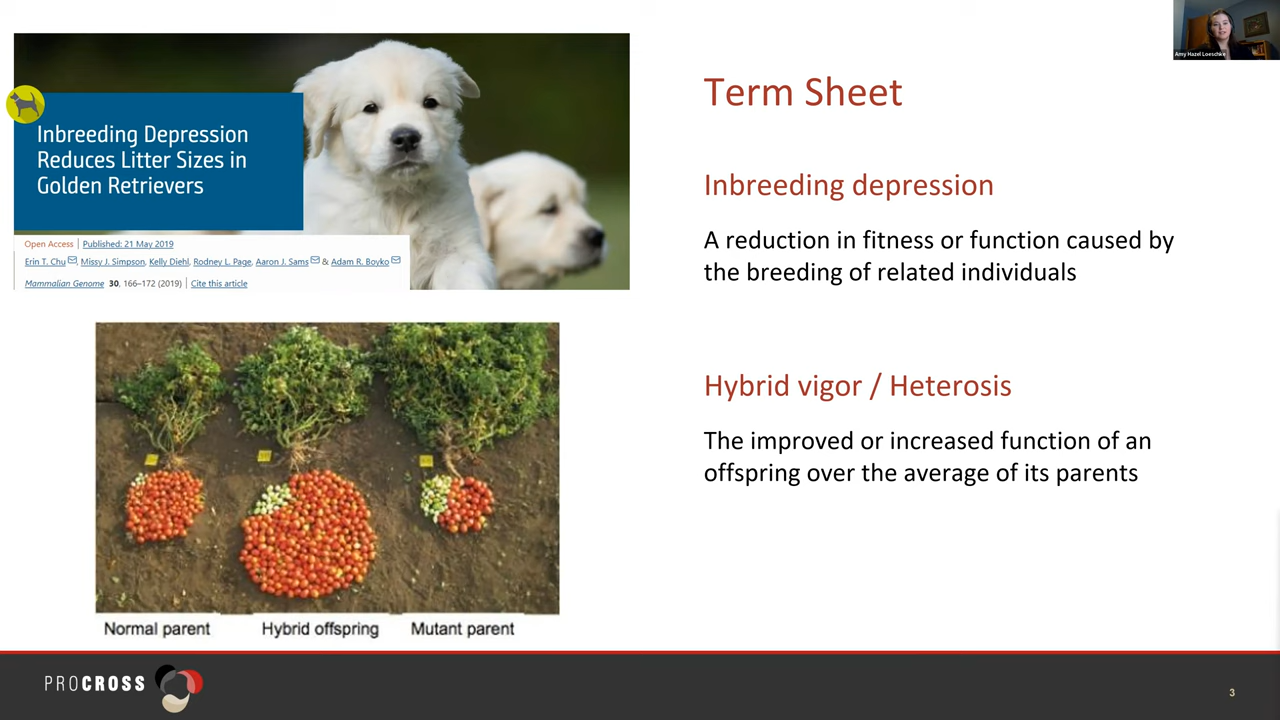 Amy Hazel Loeschke
Inbreeding Depression
Reduces Litter Sizes in
Golden Retrievers
Open Access | Published: 21 May 2019
Erin T. Chu, Missy J. Simpson, Kelly Diehl, Rodney L. Page, Aaron J. Sams & Adam R. Boyko
Mammalian Genome 30, 166–172 (2019) | Cite this article
Normal parent Hybrid offspring Mutant parent
Term Sheet
Inbreeding depression
A reduction in fitness or function caused by
the breeding of related individuals
Hybrid vigor / Heterosis
The improved or increased function of an
offspring over the average of its parents
PROCROSS
3